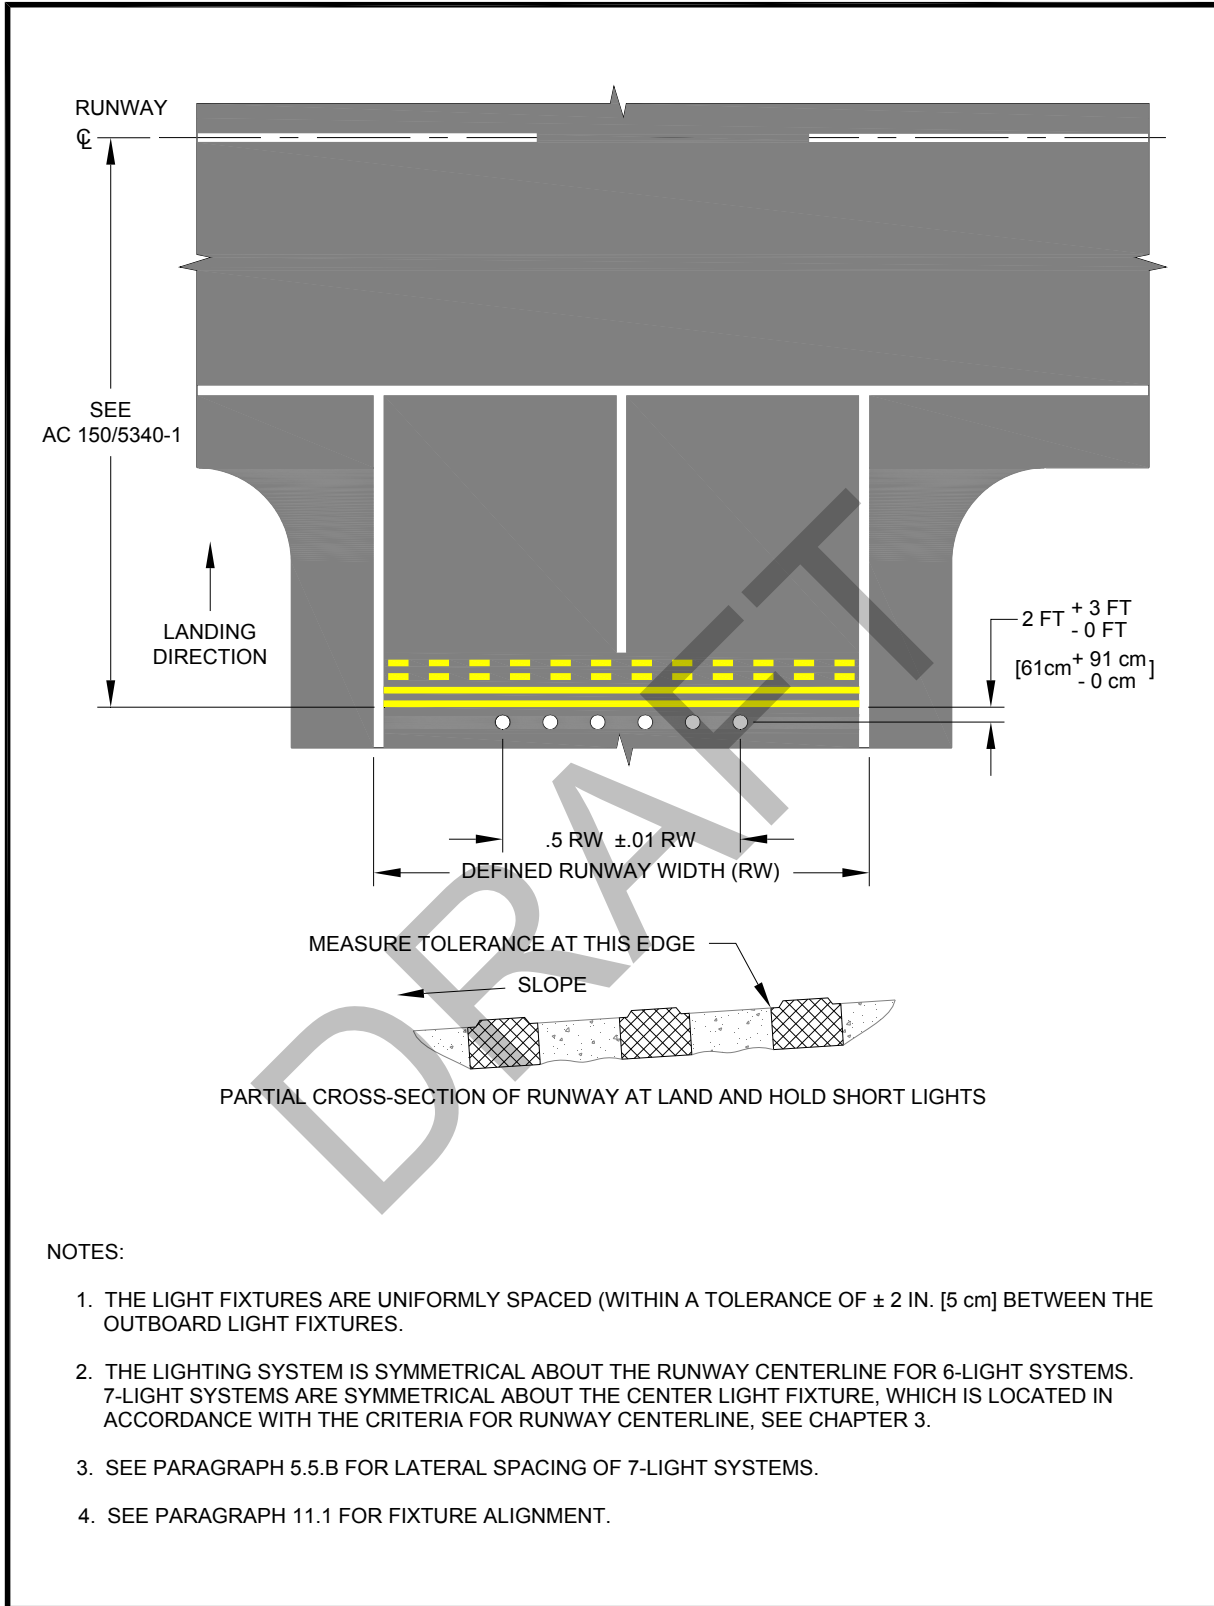 RUNWAY
℄
SEE
AC 150/5340-1
LANDING
DIRECTION
2 FT + 3 FT
- 0 FT
[61cm + 91 cm ]
- 0 cm
.5 RW ±.01 RW
DEFINED RUNWAY WIDTH (RW)
MEASURE TOLERANCE AT THIS EDGE
SLOPE
PARTIAL CROSS-SECTION OF RUNWAY AT LAND AND HOLD SHORT LIGHTS
DRAFT
NOTES:
1. THE LIGHT FIXTURES ARE UNIFORMLY SPACED (WITHIN A TOLERANCE OF ± 2 IN. [5 cm] BETWEEN THE
OUTBOARD LIGHT FIXTURES.
2. THE LIGHTING SYSTEM IS SYMMETRICAL ABOUT THE RUNWAY CENTERLINE FOR 6-LIGHT SYSTEMS.
7-LIGHT SYSTEMS ARE SYMMETRICAL ABOUT THE CENTER LIGHT FIXTURE, WHICH IS LOCATED IN
ACCORDANCE WITH THE CRITERIA FOR RUNWAY CENTERLINE, SEE CHAPTER 3.
3. SEE PARAGRAPH 5.5.B FOR LATERAL SPACING OF 7-LIGHT SYSTEMS.
4. SEE PARAGRAPH 11.1 FOR FIXTURE ALIGNMENT.